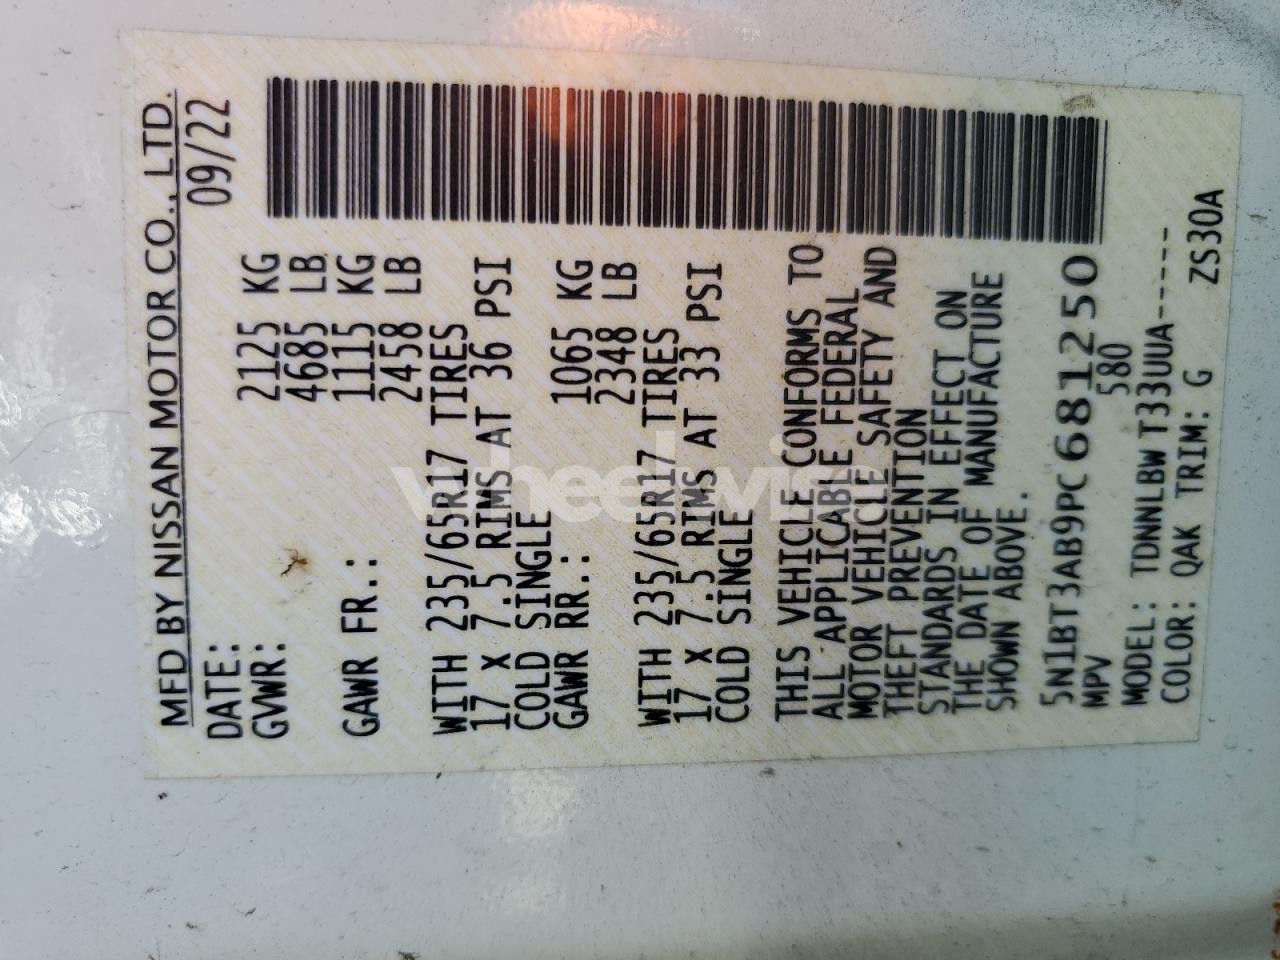 MFD BY NISSAN MOTOR CO., LTD.
DATE: 09/22
GVWR: 2125 KG
4685 LB
GAWR FR.: 1115 KG
2458 LB
WITH 235/65R17 TIRES
17 X 7.5 RIMS AT 36 PSI
COLD SINGLE
GAWR RR.: 1065 KG
2348 LB
WITH 235/65R17 TIRES
17 X 7.5 RIMS AT 33 PSI
COLD SINGLE
THIS VEHICLE CONFORMS TO
ALL APPLICABLE FEDERAL
MOTOR VEHICLE SAFETY AND
THEFT PREVENTION
STANDARDS IN EFFECT ON
THE DATE OF MANUFACTURE
SHOWN ABOVE.
5N1BT3AB9PC681250
MPV 580
MODEL: TDNNLBW T33UUA-----
COLOR: QAK TRIM: G ZS30A
wheelwise